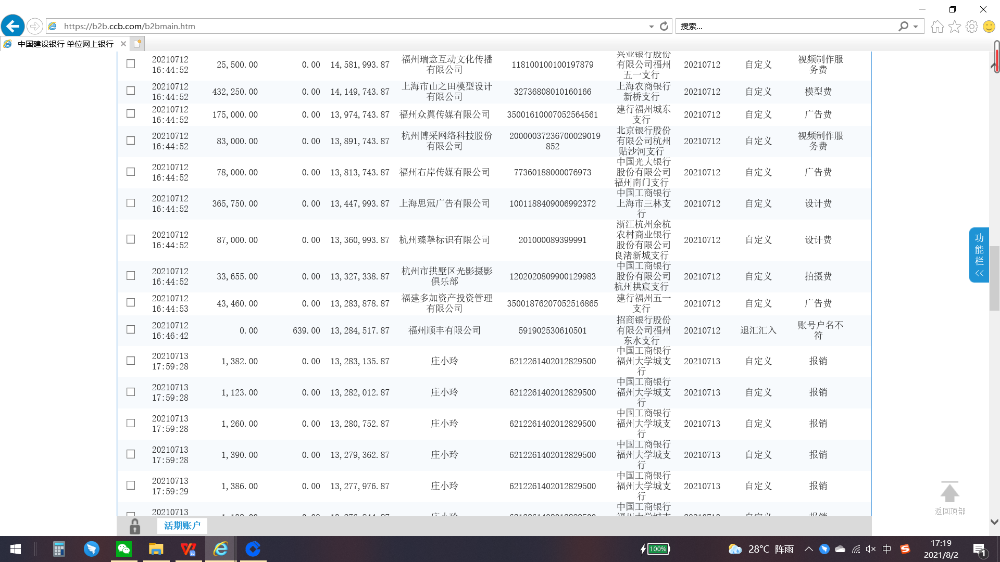 https://b2b.ccb.com/b2bmain.htm
搜索...
中国建设银行 单位网上银行
20210712 16:44:52 25,500.00 0.00 14,581,993.87 福州瑞意互动文化传播有限公司 118100100100197879 兴业银行股份有限公司福州五一支行 20210712 自定义 视频制作服务费
20210712 16:44:52 432,250.00 0.00 14,149,743.87 上海市山之田模型设计有限公司 32736808010160166 上海农商银行新桥支行 20210712 自定义 模型费
20210712 16:44:52 175,000.00 0.00 13,974,743.87 福州众翼传媒有限公司 35001610007052564561 建行福州城东支行 20210712 自定义 广告费
20210712 16:44:52 83,000.00 0.00 13,891,743.87 杭州博采网络科技股份有限公司 20000037236700029019852 北京银行股份有限公司杭州贴沙河支行 20210712 自定义 视频制作服务费
20210712 16:44:52 78,000.00 0.00 13,813,743.87 福州右岸传媒有限公司 77360188000076973 中国光大银行股份有限公司福州南门支行 20210712 自定义 广告费
20210712 16:44:52 365,750.00 0.00 13,447,993.87 上海思冠广告有限公司 1001188409006992372 中国工商银行上海市三林支行 20210712 自定义 设计费
20210712 16:44:52 87,000.00 0.00 13,360,993.87 杭州臻挚标识有限公司 201000089399991 浙江杭州余杭农村商业银行股份有限公司良渚新城支行 20210712 自定义 设计费
20210712 16:44:52 33,655.00 0.00 13,327,338.87 杭州市拱墅区光影摄影俱乐部 1202020809900129983 中国工商银行股份有限公司杭州拱宸支行 20210712 自定义 拍摄费
20210712 16:44:53 43,460.00 0.00 13,283,878.87 福建多加资产投资管理有限公司 35001876207052516865 建行福州五一支行 20210712 自定义 广告费
20210712 16:46:42 0.00 639.00 13,284,517.87 福州顺丰有限公司 591902530610501 招商银行股份有限公司福州东水支行 20210712 退汇汇入 账号户名不符
20210713 17:59:28 1,382.00 0.00 13,283,135.87 庄小玲 6212261402012829500 中国工商银行福州大学城支行 20210713 自定义 报销
20210713 17:59:28 1,123.00 0.00 13,282,012.87 庄小玲 6212261402012829500 中国工商银行福州大学城支行 20210713 自定义 报销
20210713 17:59:28 1,260.00 0.00 13,280,752.87 庄小玲 6212261402012829500 中国工商银行福州大学城支行 20210713 自定义 报销
20210713 17:59:28 1,390.00 0.00 13,279,362.87 庄小玲 6212261402012829500 中国工商银行福州大学城支行 20210713 自定义 报销
20210713 17:59:29 1,386.00 0.00 13,277,976.87 庄小玲 6212261402012829500 中国工商银行福州大学城支行 20210713 自定义 报销
20210713 中国工商银行
功能栏
返回顶部
活期账户
100%
28°C 阵雨
中
17:19
2021/8/2
1